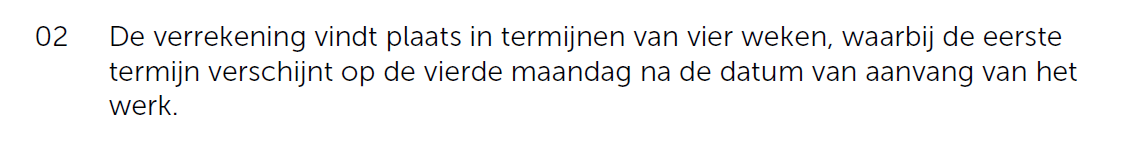 02 De verrekening vindt plaats in termijnen van vier weken, waarbij de eerste
termijn verschijnt op de vierde maandag na de datum van aanvang van het
werk.